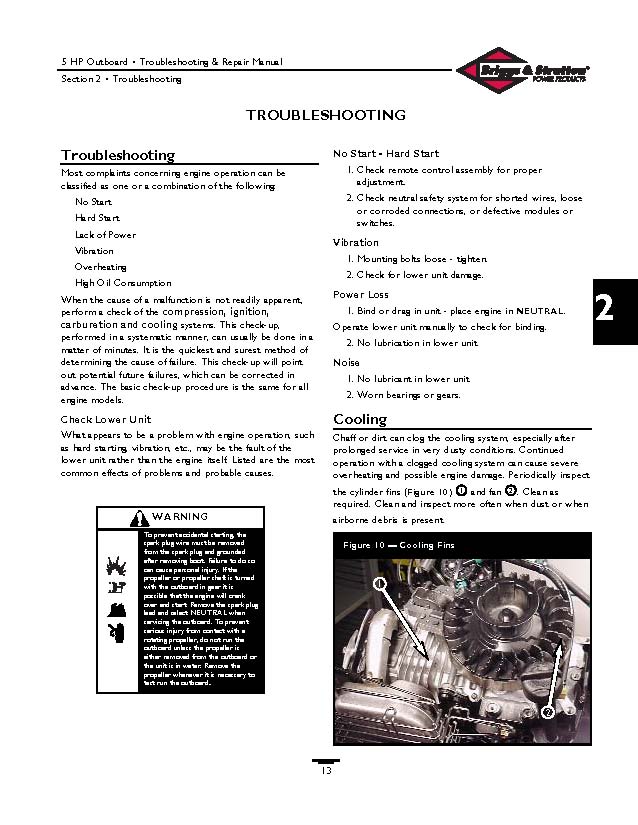 5 HP Outboard • Troubleshooting & Repair Manual
Section 2 • Troubleshooting
Briggs & Stratton
POWER PRODUCTS
TROUBLESHOOTING
Troubleshooting
Most complaints concerning engine operation can be
classified as one or a combination of the following:
No Start
Hard Start
Lack of Power
Vibration
Overheating
High Oil Consumption
When the cause of a malfunction is not readily apparent,
perform a check of the compression, ignition,
carburetion and cooling systems. This check-up,
performed in a systematic manner, can usually be done in a
matter of minutes. It is the quickest and surest method of
determining the cause of failure. This check-up will point
out potential future failures, which can be corrected in
advance. The basic check-up procedure is the same for all
engine models.
Check Lower Unit
What appears to be a problem with engine operation, such
as hard starting, vibration, etc., may be the fault of the
lower unit rather than the engine itself. Listed are the most
common effects of problems and probable causes.
WARNING
To prevent accidental starting, the
spark plug wire must be removed
from the spark plug and grounded
after removing boot. Failure to do so
can cause personal injury. If the
propeller or propeller shaft is turned
with the outboard in gear it is
possible that the engine will crank
over and start. Remove the spark plug
lead and select NEUTRAL when
servicing the outboard. To prevent
serious injury from contact with a
rotating propeller, do not run the
outboard unless the propeller is
either removed from the outboard or
the unit is in water. Remove the
propeller whenever it is necessary to
test run the outboard.
No Start - Hard Start
1. Check remote control assembly for proper
adjustment.
2. Check neutral safety system for shorted wires, loose
or corroded connections, or defective modules or
switches.
Vibration
1. Mounting bolts loose - tighten.
2. Check for lower unit damage.
Power Loss
1. Bind or drag in unit - place engine in NEUTRAL.
Operate lower unit manually to check for binding.
2. No lubrication in lower unit.
Noise
1. No lubricant in lower unit.
2. Worn bearings or gears.
Cooling
Chaff or dirt can clog the cooling system, especially after
prolonged service in very dusty conditions. Continued
operation with a clogged cooling system can cause severe
overheating and possible engine damage. Periodically inspect
the cylinder fins (Figure 10) 1 and fan 2. Clean as
required. Clean and inspect more often when dust or when
airborne debris is present.
Figure 10 — Cooling Fins
1
2
2
13